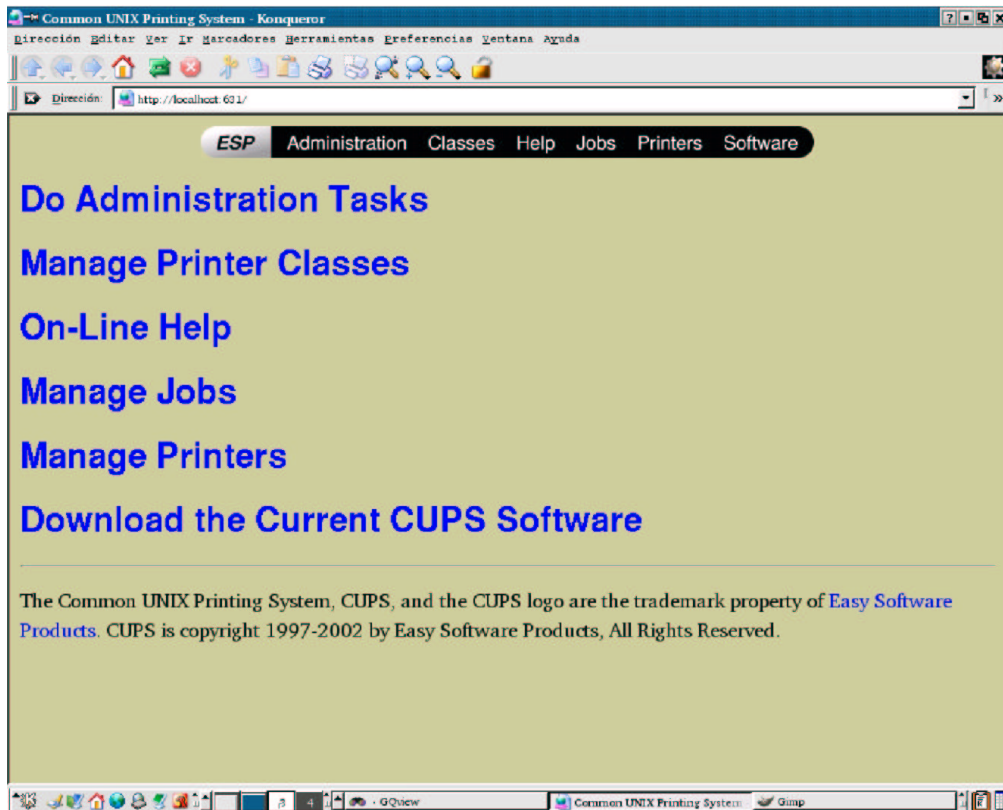 Common UNIX Printing System - Konqueror
Dirección Editar Ver Ir Marcadores Herramientas Preferencias Ventana Ayuda
Dirección: http://localhost:631/
ESP Administration Classes Help Jobs Printers Software
Do Administration Tasks
Manage Printer Classes
On-Line Help
Manage Jobs
Manage Printers
Download the Current CUPS Software
The Common UNIX Printing System, CUPS, and the CUPS logo are the trademark property of Easy Software
Products. CUPS is copyright 1997-2002 by Easy Software Products, All Rights Reserved.
4 GQview Common UNIX Printing System Gimp